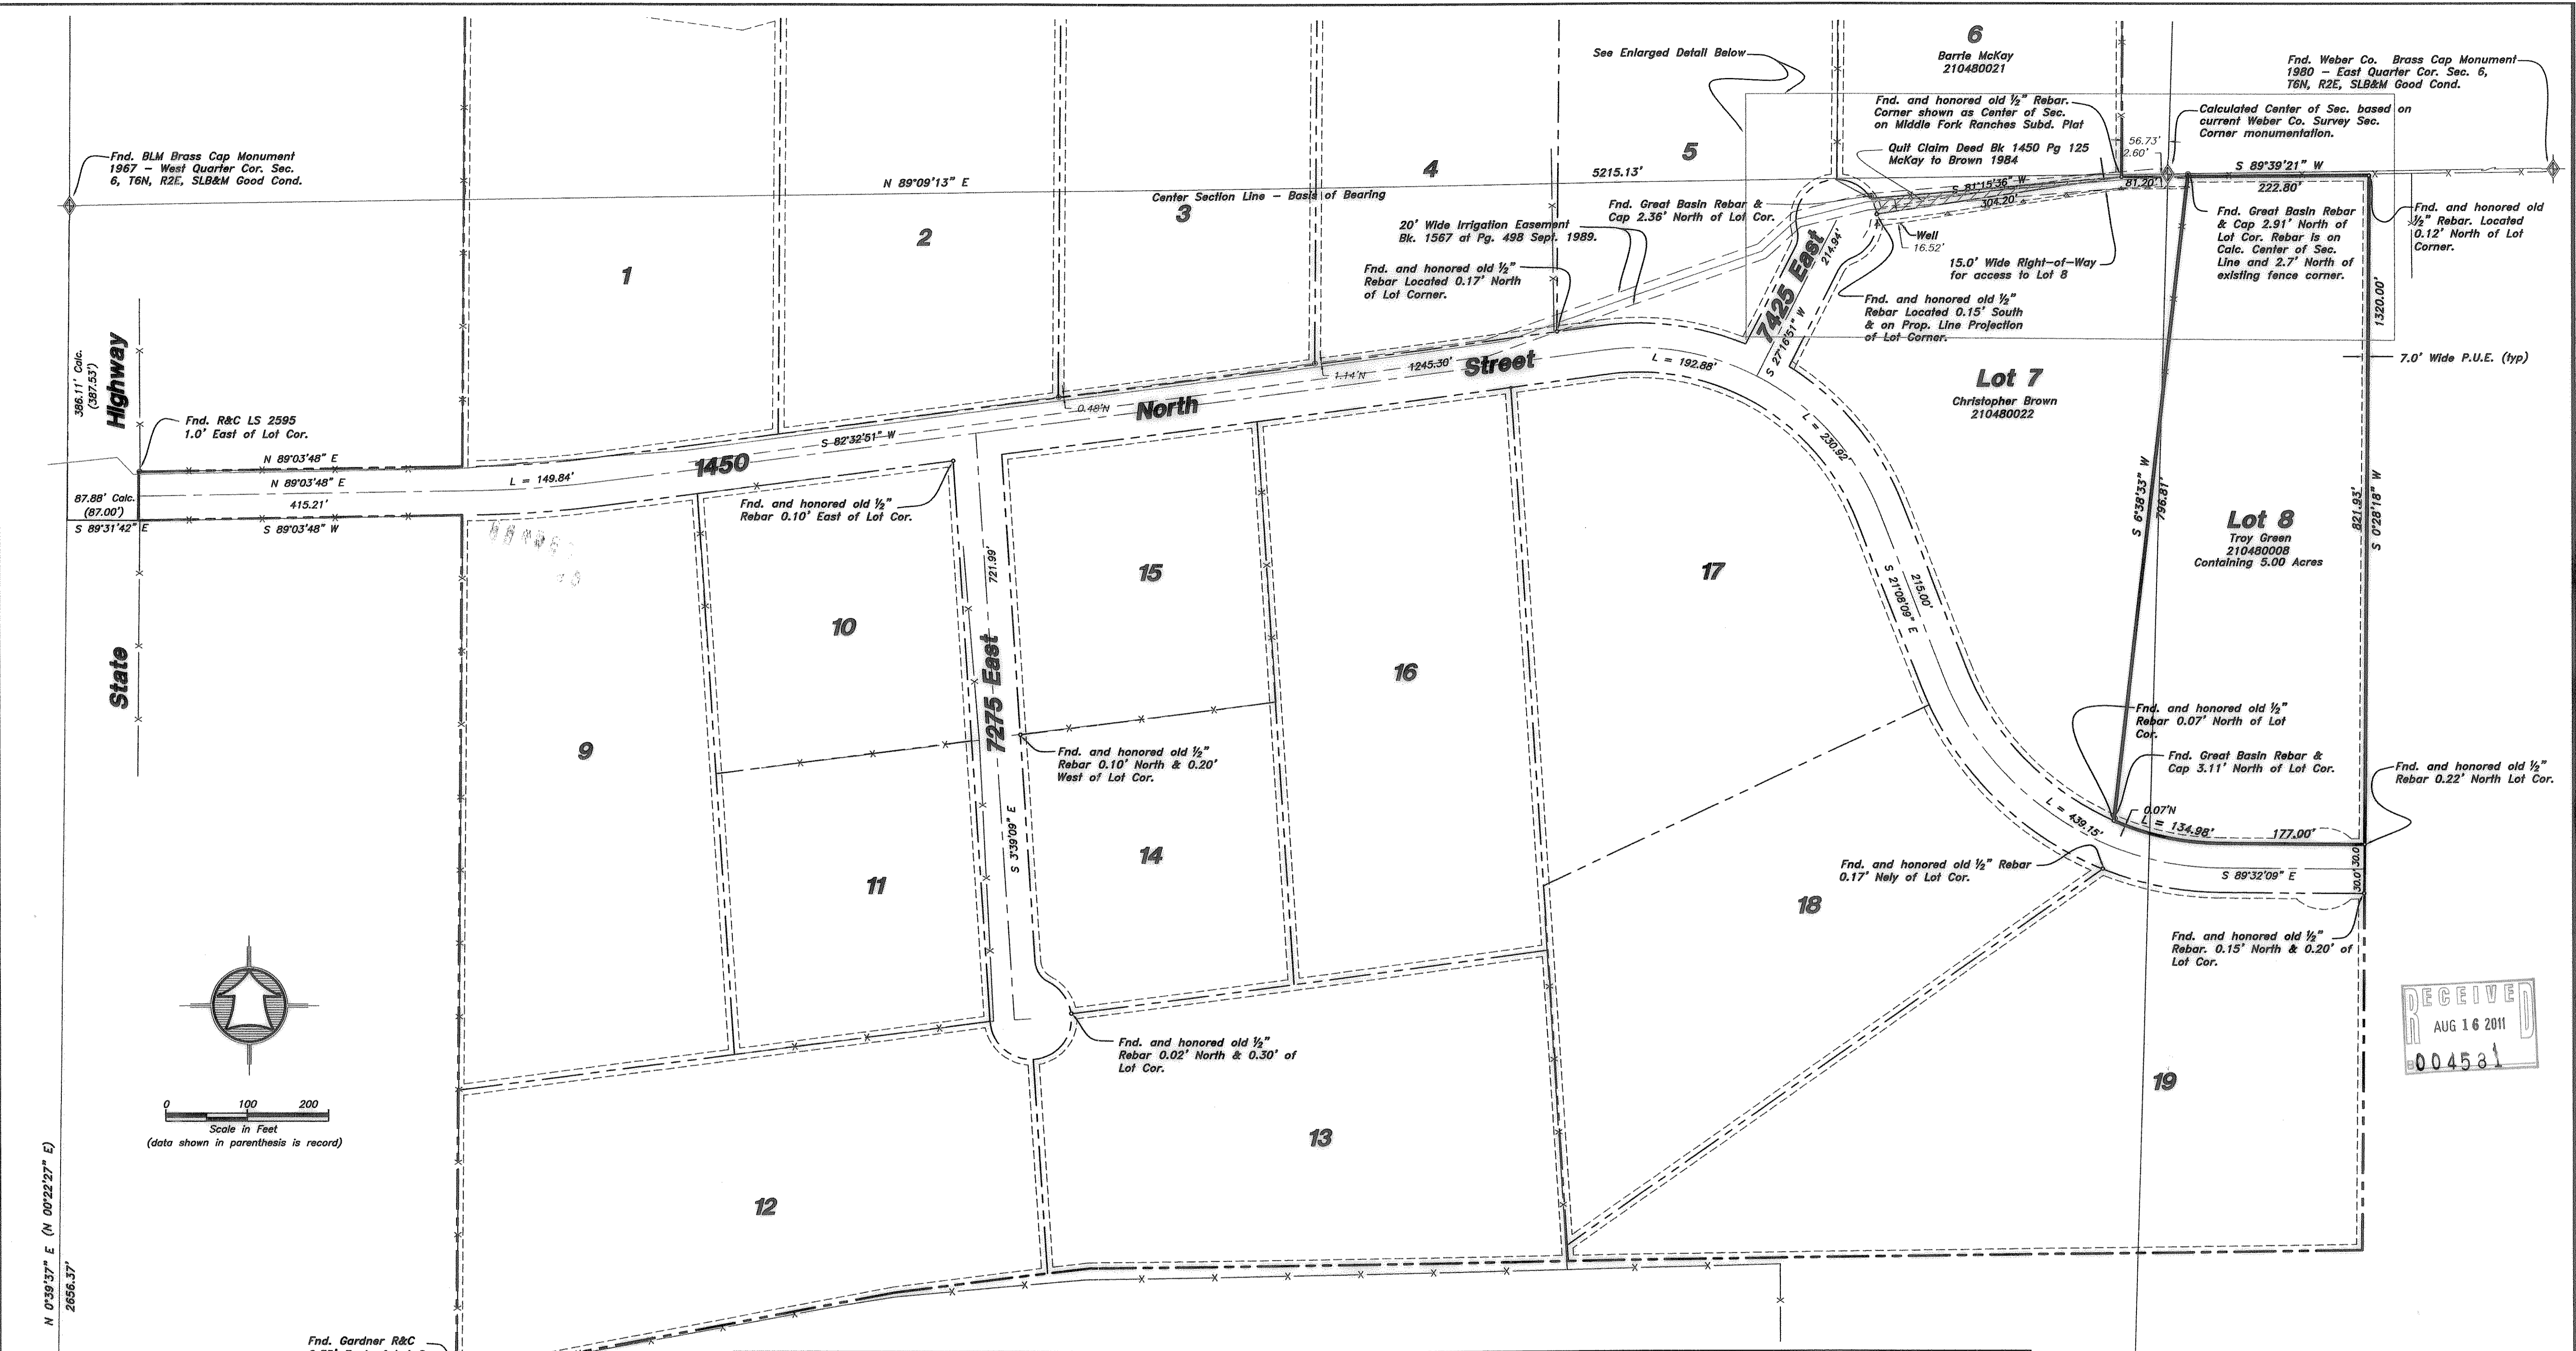 See Enlarged Detail Below
6
Barrie McKay
210480021
Fnd. Weber Co. Brass Cap Monument
1980 – East Quarter Cor. Sec. 6,
T6N, R2E, SLB&M Good Cond.
Fnd. and honored old ½" Rebar.
Corner shown as Center of Sec.
on Middle Fork Ranches Subd. Plat
Calculated Center of Sec. based on
current Weber Co. Survey Sec.
Corner monumentation.
56.73'
2.60'
Quit Claim Deed Bk 1450 Pg 125
McKay to Brown 1984
Fnd. BLM Brass Cap Monument
1967 – West Quarter Cor. Sec.
6, T6N, R2E, SLB&M Good Cond.
N 89°09'13" E
Center Section Line – Basis of Bearing
5215.13'
5
4
3
2
1
S 89°39'21" W
222.80'
S 81°15'36" W
304.20'
81.20'
Fnd. Great Basin Rebar &
Cap 2.36' North of Lot Cor.
20' Wide Irrigation Easement
Bk. 1567 at Pg. 498 Sept. 1989.
Fnd. and honored old ½"
Rebar Located 0.17' North
of Lot Corner.
Well
16.52'
15.0' Wide Right-of-Way
for access to Lot 8
Fnd. Great Basin Rebar
& Cap 2.91' North of
Lot Cor. Rebar is on
Calc. Center of Sec.
Line and 2.7' North of
existing fence corner.
Fnd. and honored old
½" Rebar. Located
0.12' North of Lot
Corner.
Fnd. and honored old ½"
Rebar Located 0.15' South
& on Prop. Line Projection
of Lot Corner.
7425 East
214.94'
S 27°16'51" W
1320.00'
7.0' Wide P.U.E. (typ)
386.11' Calc.
(387.53')
State
Highway
Fnd. R&C LS 2595
1.0' East of Lot Cor.
N 89°03'48" E
N 89°03'48" E
415.21'
S 89°03'48" W
87.88' Calc.
(87.00')
S 89°31'42" E
L = 149.84'
1450
North
Street
S 82°32'51" W
0.48'N
1.14'N
1245.30'
L = 192.88'
L = 230.92'
Lot 7
Christopher Brown
210480022
Lot 8
Troy Green
210480008
Containing 5.00 Acres
S 6°38'33" W
796.81'
821.93'
S 0°28'18" W
Fnd. and honored old ½"
Rebar 0.10' East of Lot Cor.
9
10
11
12
13
14
15
16
17
18
19
7275 East
721.99'
S 3°39'09" E
Fnd. and honored old ½"
Rebar 0.10' North & 0.20'
West of Lot Cor.
S 21°08'09" E
215.00'
Fnd. and honored old ½"
Rebar 0.07' North of Lot
Cor.
Fnd. Great Basin Rebar &
Cap 3.11' North of Lot Cor.
Fnd. and honored old ½"
Rebar 0.22' North Lot Cor.
0.07'N
L = 439.15'
L = 134.98'
177.00'
30.0'
30.0'
S 89°32'09" E
Fnd. and honored old ½" Rebar
0.17' Nely of Lot Cor.
Fnd. and honored old ½"
Rebar. 0.15' North & 0.20' of
Lot Cor.
Fnd. and honored old ½"
Rebar 0.02' North & 0.30' of
Lot Cor.
0 100 200
Scale in Feet
(data shown in parenthesis is record)
N 0°39'37" E (N 00°22'27" E)
2656.37'
RECEIVED
AUG 16 2011
004581
Fnd. Gardner R&C